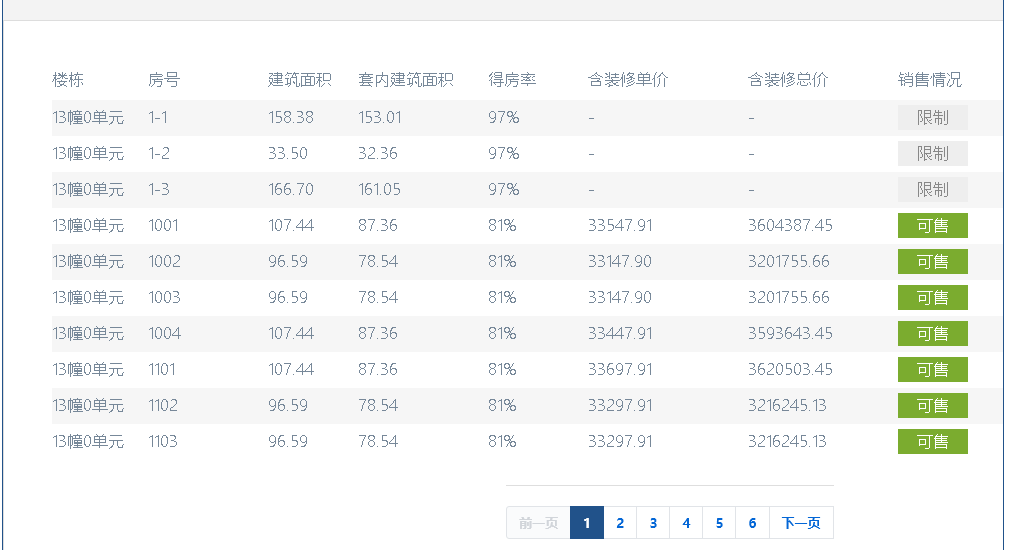 楼栋 房号 建筑面积 套内建筑面积 得房率 含装修单价 含装修总价 销售情况
13幢0单元 1-1 158.38 153.01 97% - - 限制
13幢0单元 1-2 33.50 32.36 97% - - 限制
13幢0单元 1-3 166.70 161.05 97% - - 限制
13幢0单元 1001 107.44 87.36 81% 33547.91 3604387.45 可售
13幢0单元 1002 96.59 78.54 81% 33147.90 3201755.66 可售
13幢0单元 1003 96.59 78.54 81% 33147.90 3201755.66 可售
13幢0单元 1004 107.44 87.36 81% 33447.91 3593643.45 可售
13幢0单元 1101 107.44 87.36 81% 33697.91 3620503.45 可售
13幢0单元 1102 96.59 78.54 81% 33297.91 3216245.13 可售
13幢0单元 1103 96.59 78.54 81% 33297.91 3216245.13 可售
前一页 1 2 3 4 5 6 下一页